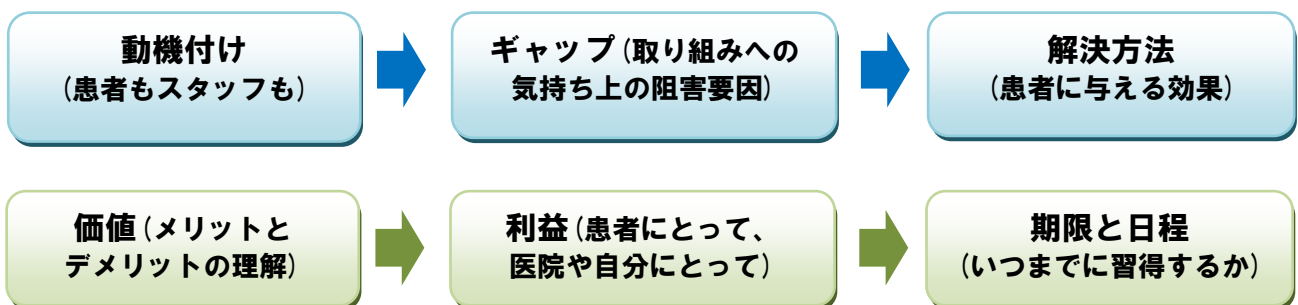 動機付け
(患者もスタッフも)
ギャップ(取り組みへの
気持ち上の阻害要因)
解決方法
(患者に与える効果)
価値(メリットと
デメリットの理解)
利益(患者にとって、
医院や自分にとって)
期限と日程
(いつまでに習得するか)